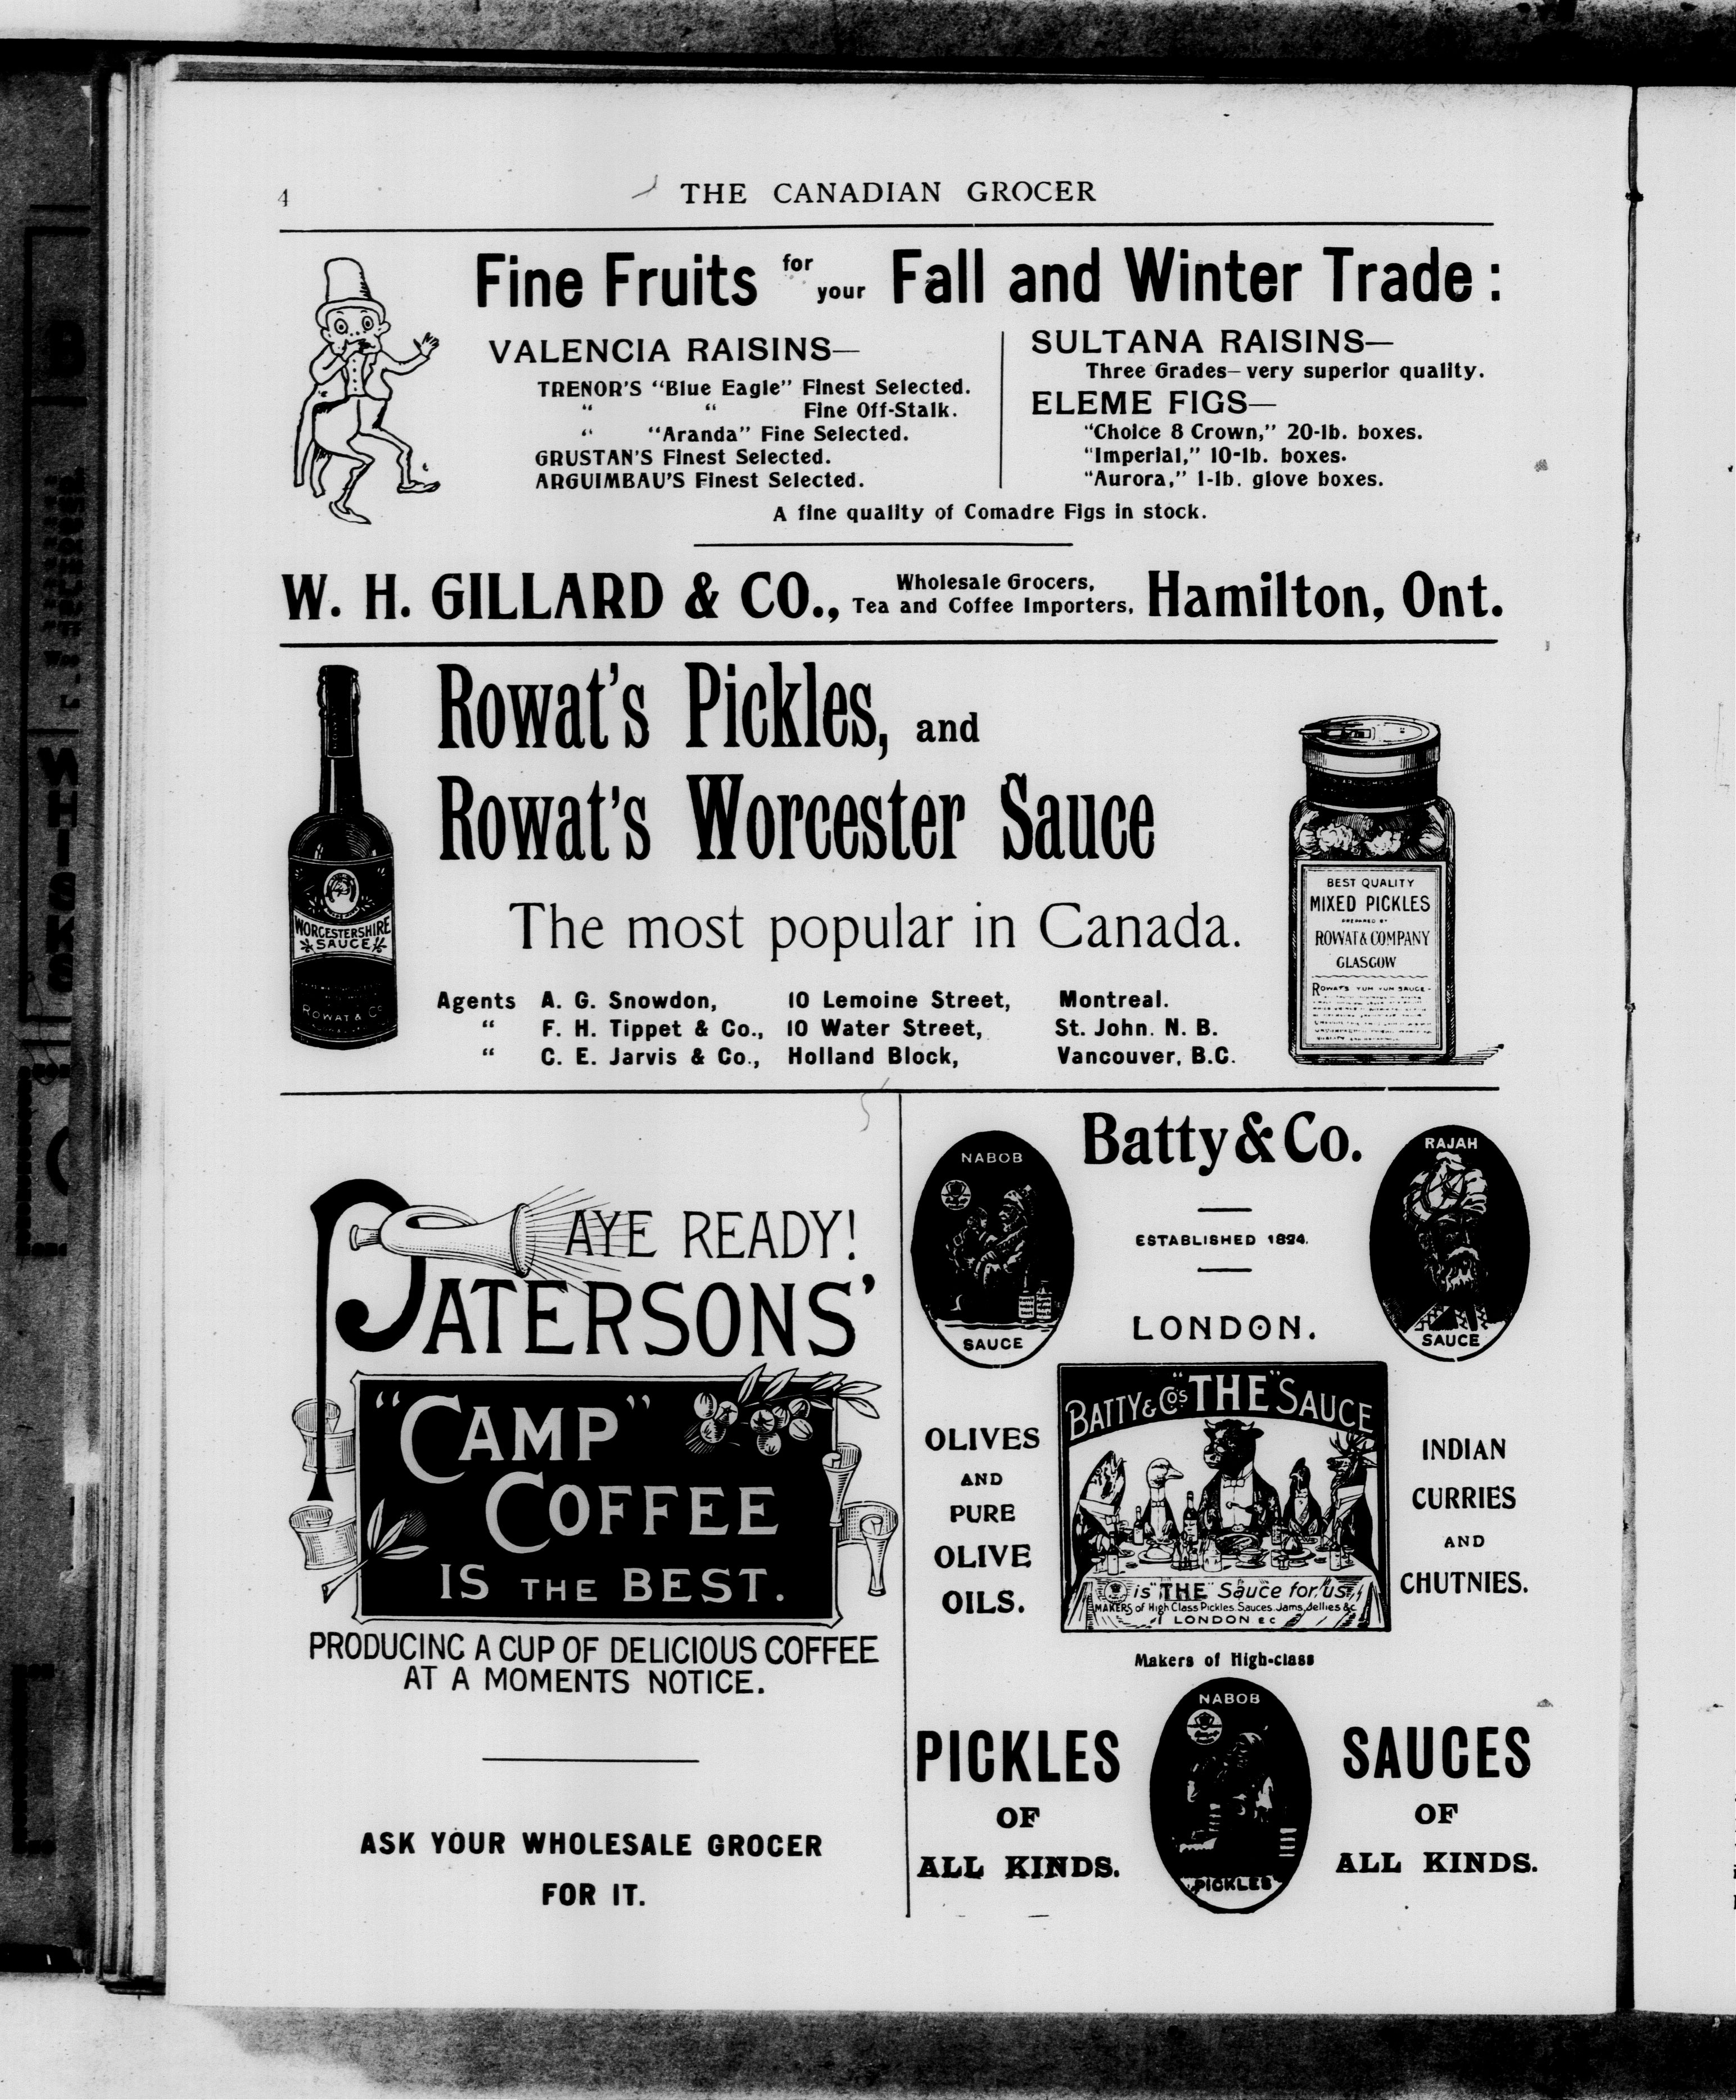 4
THE CANADIAN GROCER
Fine Fruits for your Fall and Winter Trade:
VALENCIA RAISINS—
TRENOR'S "Blue Eagle" Finest Selected.
" " Fine Off-Stalk.
" "Aranda" Fine Selected.
GRUSTAN'S Finest Selected.
ARGUIMBAU'S Finest Selected.
SULTANA RAISINS—
Three Grades—very superior quality.
ELEME FIGS—
"Choice 8 Crown," 20-lb. boxes.
"Imperial," 10-lb. boxes.
"Aurora," 1-lb. glove boxes.
A fine quality of Comadre Figs in stock.
W. H. GILLARD & CO., Wholesale Grocers, Tea and Coffee Importers, Hamilton, Ont.
Rowat's Pickles, and
Rowat's Worcester Sauce
The most popular in Canada.
Agents A. G. Snowdon, 10 Lemoine Street, Montreal.
" F. H. Tippet & Co., 10 Water Street, St. John. N. B.
" C. E. Jarvis & Co., Holland Block, Vancouver, B.C.
WORCESTERSHIRE
SAUCE
ROWAT & Co
BEST QUALITY
MIXED PICKLES
PREPARED BY
ROWAT & COMPANY
GLASGOW
ROWAT'S YUM YUM SAUCE-
AYE READY!
PATERSONS'
"CAMP"
COFFEE
IS THE BEST.
PRODUCING A CUP OF DELICIOUS COFFEE
AT A MOMENTS NOTICE.
ASK YOUR WHOLESALE GROCER
FOR IT.
Batty & Co.
ESTABLISHED 1824.
LONDON.
NABOB
SAUCE
RAJAH
SAUCE
OLIVES
AND
PURE
OLIVE
OILS.
BATTY & Co's "THE" SAUCE
is "THE" Sauce for us
MAKERS of High Class Pickles Sauces. Jams, Jellies &c
LONDON EC
INDIAN
CURRIES
AND
CHUTNIES.
Makers of High-class
PICKLES
OF
ALL KINDS.
NABOB
PICKLES
SAUCES
OF
ALL KINDS.